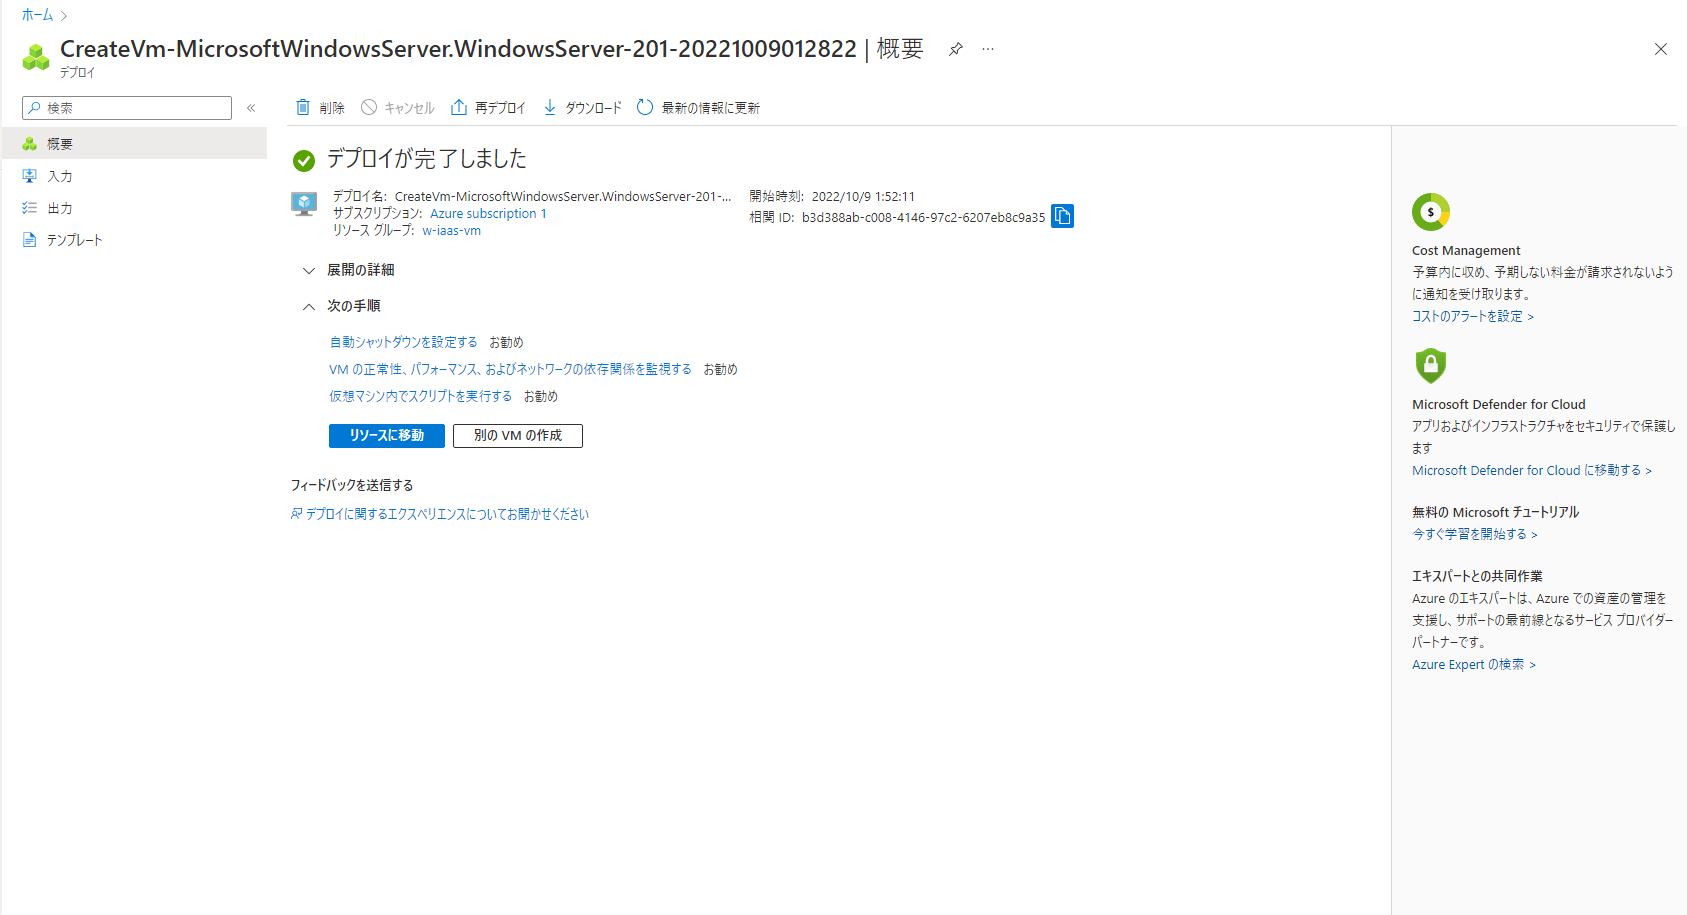 ホーム >
CreateVm-MicrosoftWindowsServer.WindowsServer-201-20221009012822 | 概要
デプロイ
検索
概要
入力
出力
テンプレート
削除 キャンセル 再デプロイ ダウンロード 最新の情報に更新
デプロイが完了しました
デプロイ名: CreateVm-MicrosoftWindowsServer.WindowsServer-201-...
サブスクリプション: Azure subscription 1
リソース グループ: w-iaas-vm
開始時刻: 2022/10/9 1:52:11
相関 ID: b3d388ab-c008-4146-97c2-6207eb8c9a35
展開の詳細
次の手順
自動シャットダウンを設定する お勧め
VM の正常性、パフォーマンス、およびネットワークの依存関係を監視する お勧め
仮想マシン内でスクリプトを実行する お勧め
リソースに移動 別の VM の作成
フィードバックを送信する
デプロイに関するエクスペリエンスについてお聞かせください
$
Cost Management
予算内に収め、予期しない料金が請求されないよう
に通知を受け取ります。
コストのアラートを設定 >
Microsoft Defender for Cloud
アプリおよびインフラストラクチャをセキュリティで保護し
ます
Microsoft Defender for Cloud に移動する >
無料の Microsoft チュートリアル
今すぐ学習を開始する >
エキスパートとの共同作業
Azure のエキスパートは、Azure での資産の管理を
支援し、サポートの最前線となるサービス プロバイダー
パートナーです。
Azure Expert の検索 >